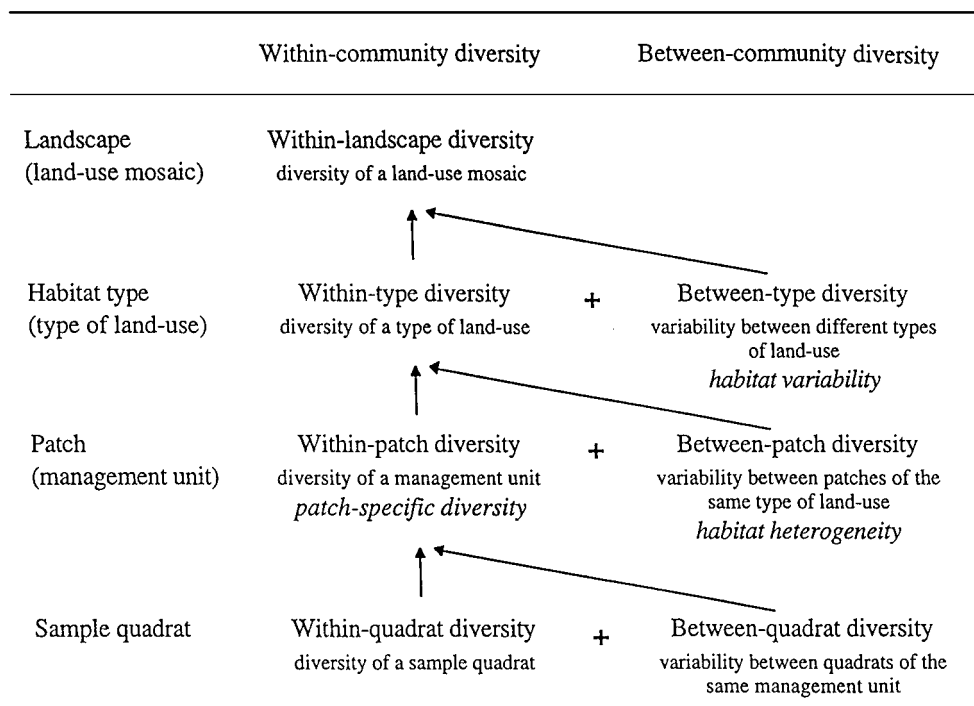 Within-community diversity Between-community diversity
Landscape Within-landscape diversity
(land-use mosaic) diversity of a land-use mosaic
Habitat type Within-type diversity + Between-type diversity
(type of land-use) diversity of a type of land-use variability between different types
of land-use
habitat variability
Patch Within-patch diversity + Between-patch diversity
(management unit) diversity of a management unit variability between patches of the
patch-specific diversity same type of land-use
habitat heterogeneity
Sample quadrat Within-quadrat diversity + Between-quadrat diversity
diversity of a sample quadrat variability between quadrats of the
same management unit